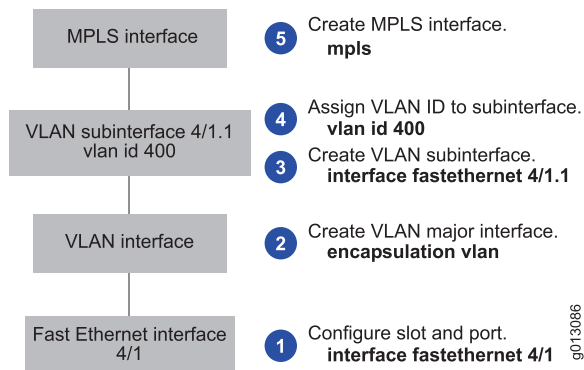 MPLS interface
5 Create MPLS interface.
mpls
VLAN subinterface 4/1.1
vlan id 400
4 Assign VLAN ID to subinterface.
vlan id 400
3 Create VLAN subinterface.
interface fastethernet 4/1.1
VLAN interface
2 Create VLAN major interface.
encapsulation vlan
Fast Ethernet interface
4/1
1 Configure slot and port.
interface fastethernet 4/1
g013086